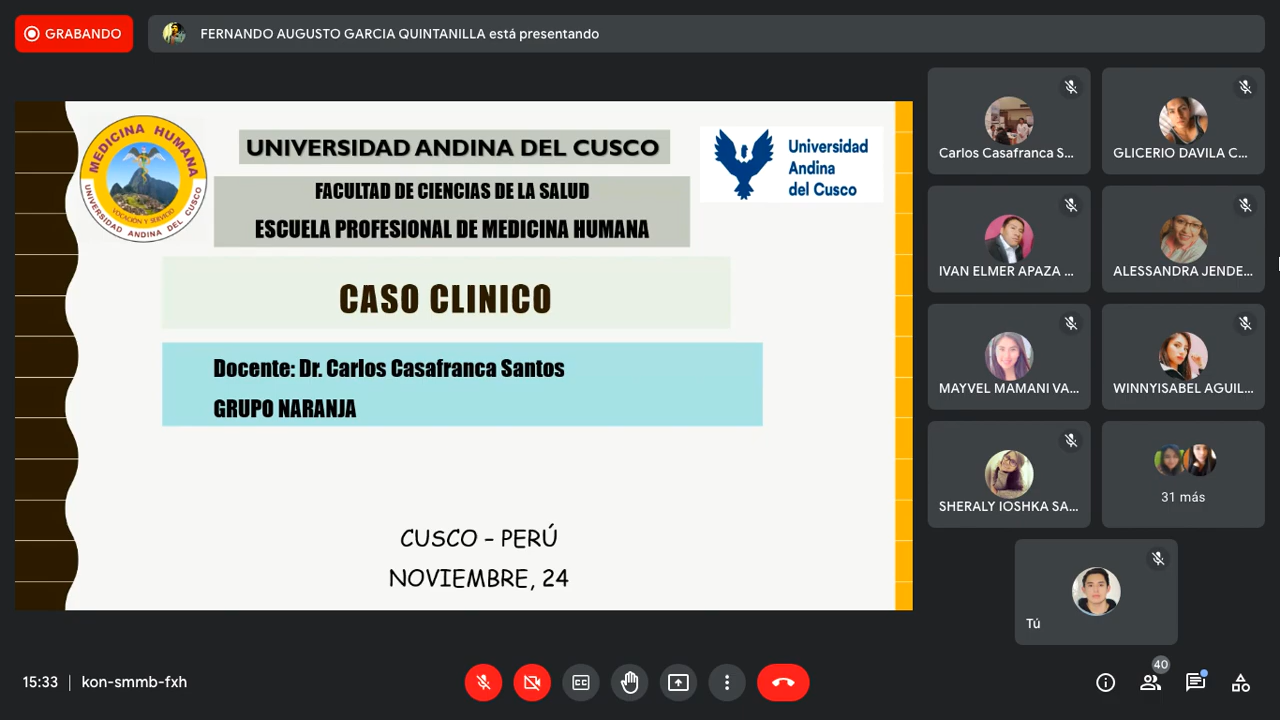 GRABANDO
FERNANDO AUGUSTO GARCIA QUINTANILLA está presentando
MEDICINA HUMANA
VOCACIÓN Y SERVICIO
UNIVERSIDAD ANDINA DEL CUSCO
UNIVERSIDAD ANDINA DEL CUSCO
FACULTAD DE CIENCIAS DE LA SALUD
ESCUELA PROFESIONAL DE MEDICINA HUMANA
Universidad
Andina
del Cusco
CASO CLINICO
Docente: Dr. Carlos Casafranca Santos
GRUPO NARANJA
CUSCO – PERÚ
NOVIEMBRE, 24
Carlos Casafranca S...
GLICERIO DAVILA C...
IVAN ELMER APAZA ...
ALESSANDRA JENDE...
MAYVEL MAMANI VA...
WINNYISABEL AGUIL...
SHERALY IOSHKA SA...
31 más
Tú
15:33 | kon-smmb-fxh
CC
40